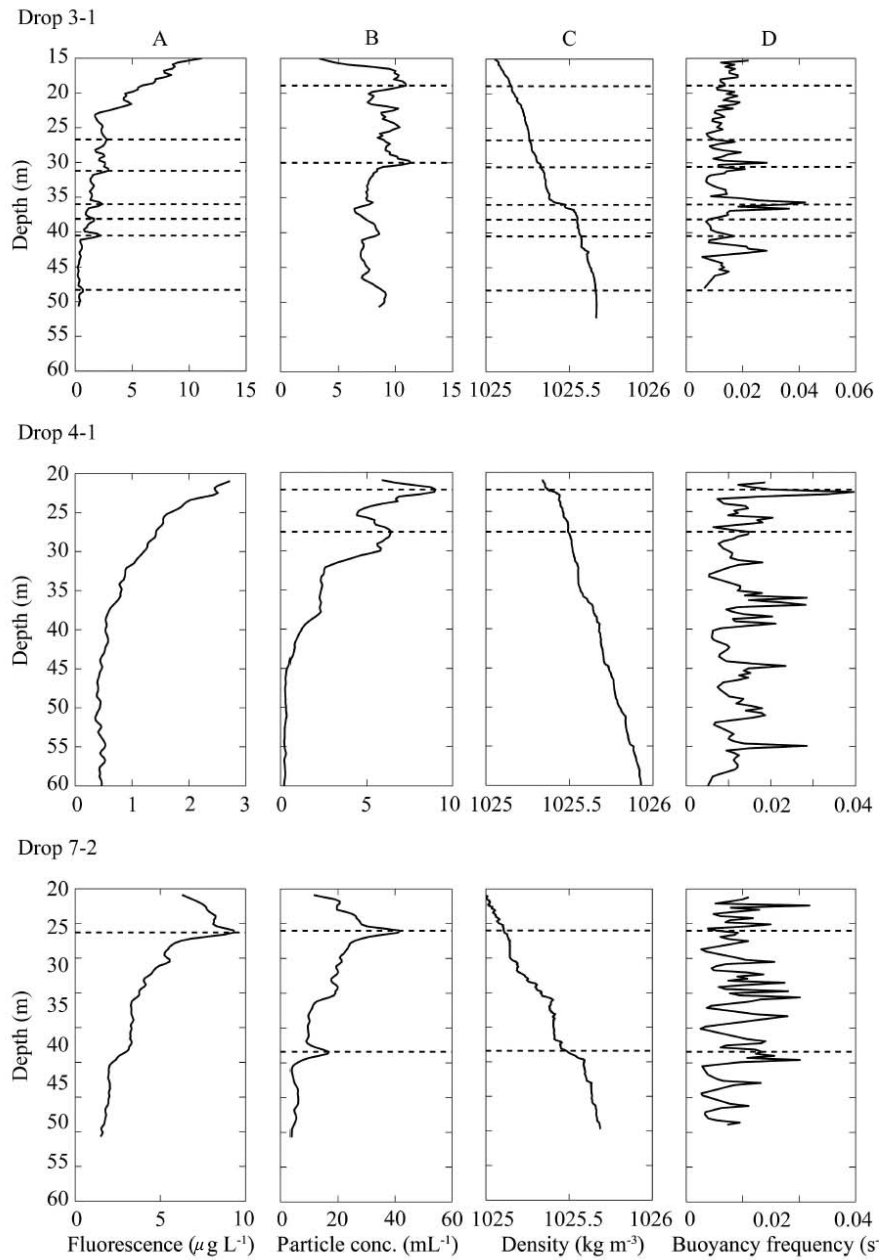 Drop 3-1
A B C D
Depth (m)
15
20
25
30
35
40
45
50
55
60
0 5 10 15
0 5 10 15
1025 1025.5 1026
0.02 0.04 0.06
Drop 4-1
Depth (m)
20
25
30
35
40
45
50
55
60
0 1 2 3
0 5 10
1025 1025.5 1026
0 0.02 0.04
Drop 7-2
Depth (m)
20
25
30
35
40
45
50
55
60
0 5 10
0 20 40 60
1025 1025.5 1026
0 0.02 0.04
Fluorescence (μg L⁻¹) Particle conc. (mL⁻¹) Density (kg m⁻³) Buoyancy frequency (s⁻